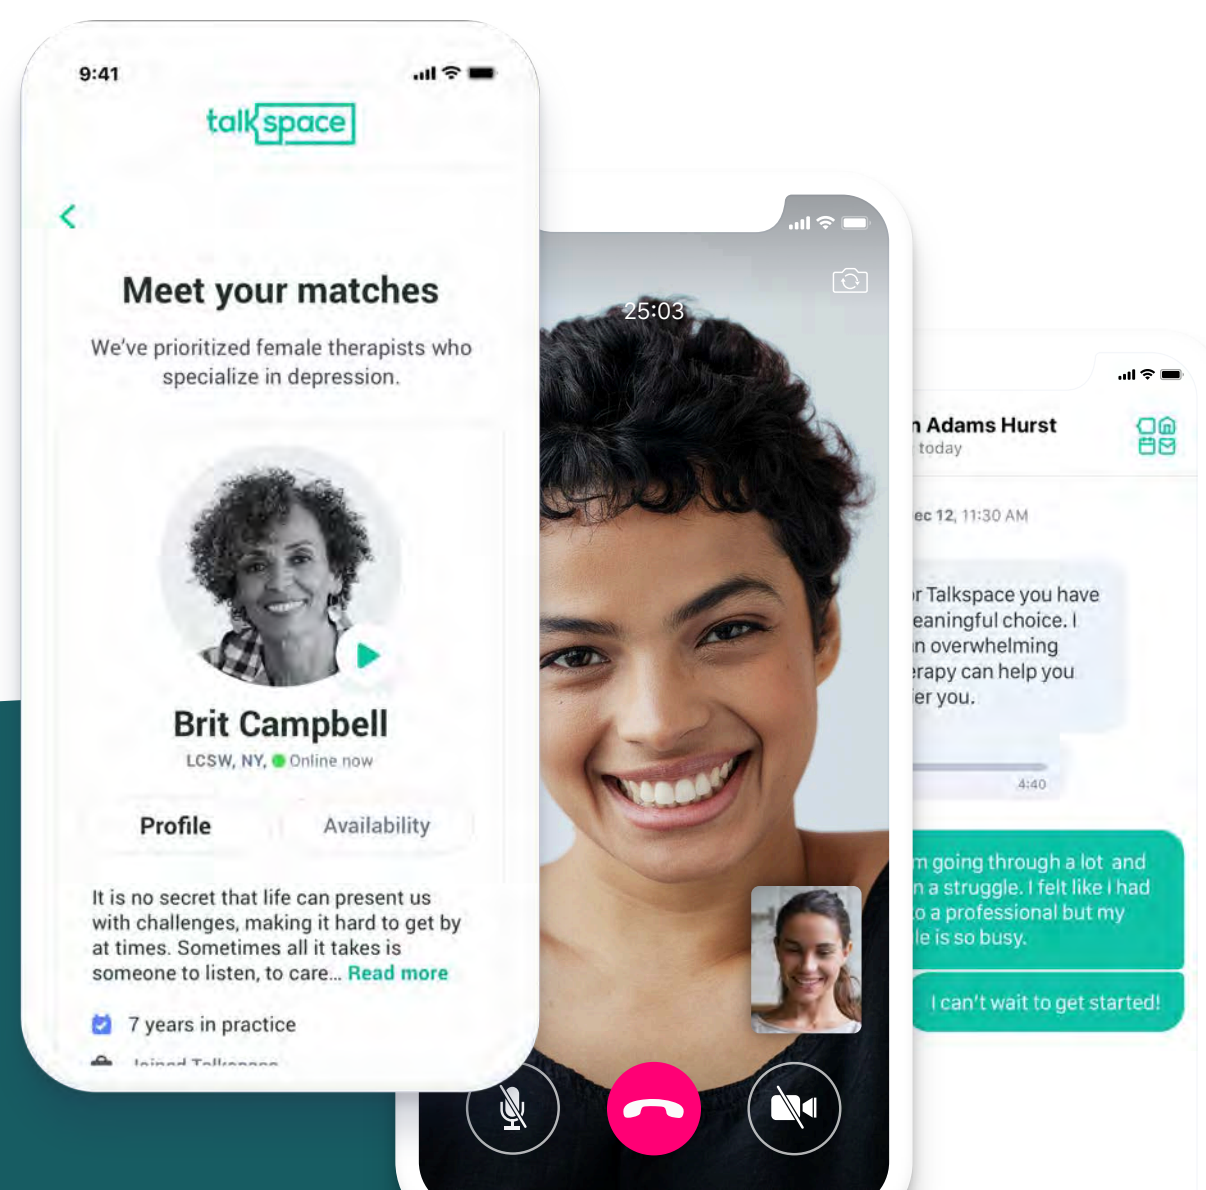 9:41
talkspace
Meet your matches
We've prioritized female therapists who
specialize in depression.
Brit Campbell
LCSW, NY, Online now
Profile
Availability
It is no secret that life can present us
with challenges, making it hard to get by
at times. Sometimes all it takes is
someone to listen, to care... Read more
7 years in practice
Joined Talkspace
25:03
n Adams Hurst
today
ec 12, 11:30 AM
or Talkspace you have
eaningful choice. I
n overwhelming
erapy can help you
er you.
4:40
m going through a lot and
n a struggle. I felt like I had
to a professional but my
le is so busy.
I can't wait to get started!